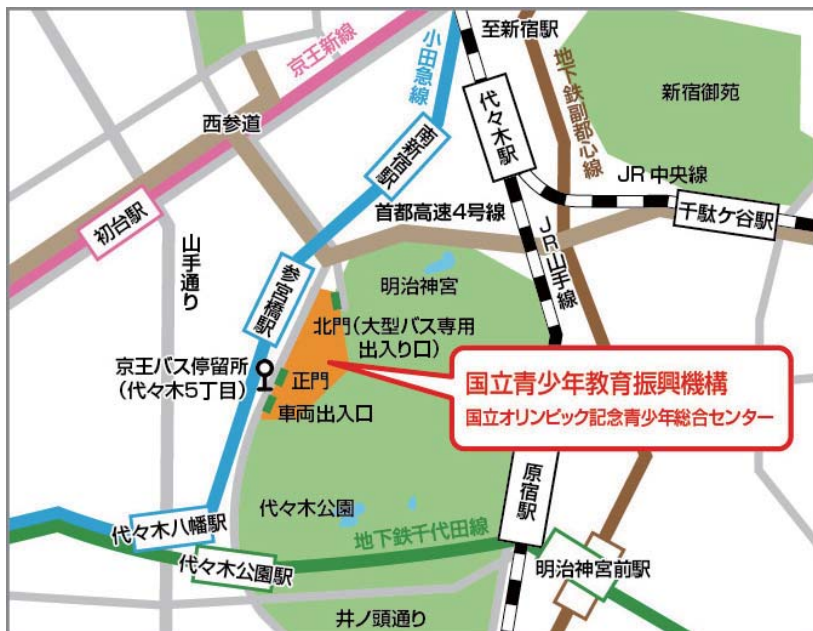 至新宿駅
京王新線
小田急線
地下鉄副都心線
新宿御苑
代々木駅
西参道
南新宿駅
JR中央線
千駄ケ谷駅
首都高速4号線
初台駅
山手通り
参宮橋駅
JR山手線
明治神宮
北門(大型バス専用
出入り口)
京王バス停留所
(代々木5丁目)
正門
車両出入口
国立青少年教育振興機構
国立オリンピック記念青少年総合センター
原宿駅
代々木公園
地下鉄千代田線
代々木八幡駅
代々木公園駅
明治神宮前駅
井ノ頭通り